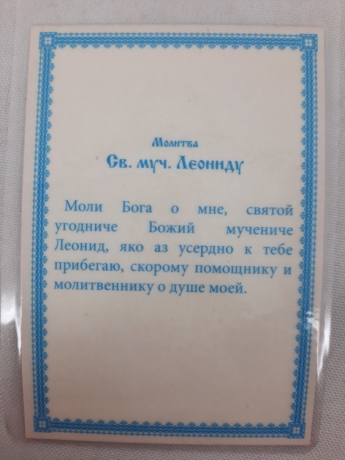 Молитва
Св. муч. Леониду
Моли Бога о мне, святой
угодниче Божий мучениче
Леонид, яко аз усердно к тебе
прибегаю, скорому помощнику и
молитвеннику о душе моей.